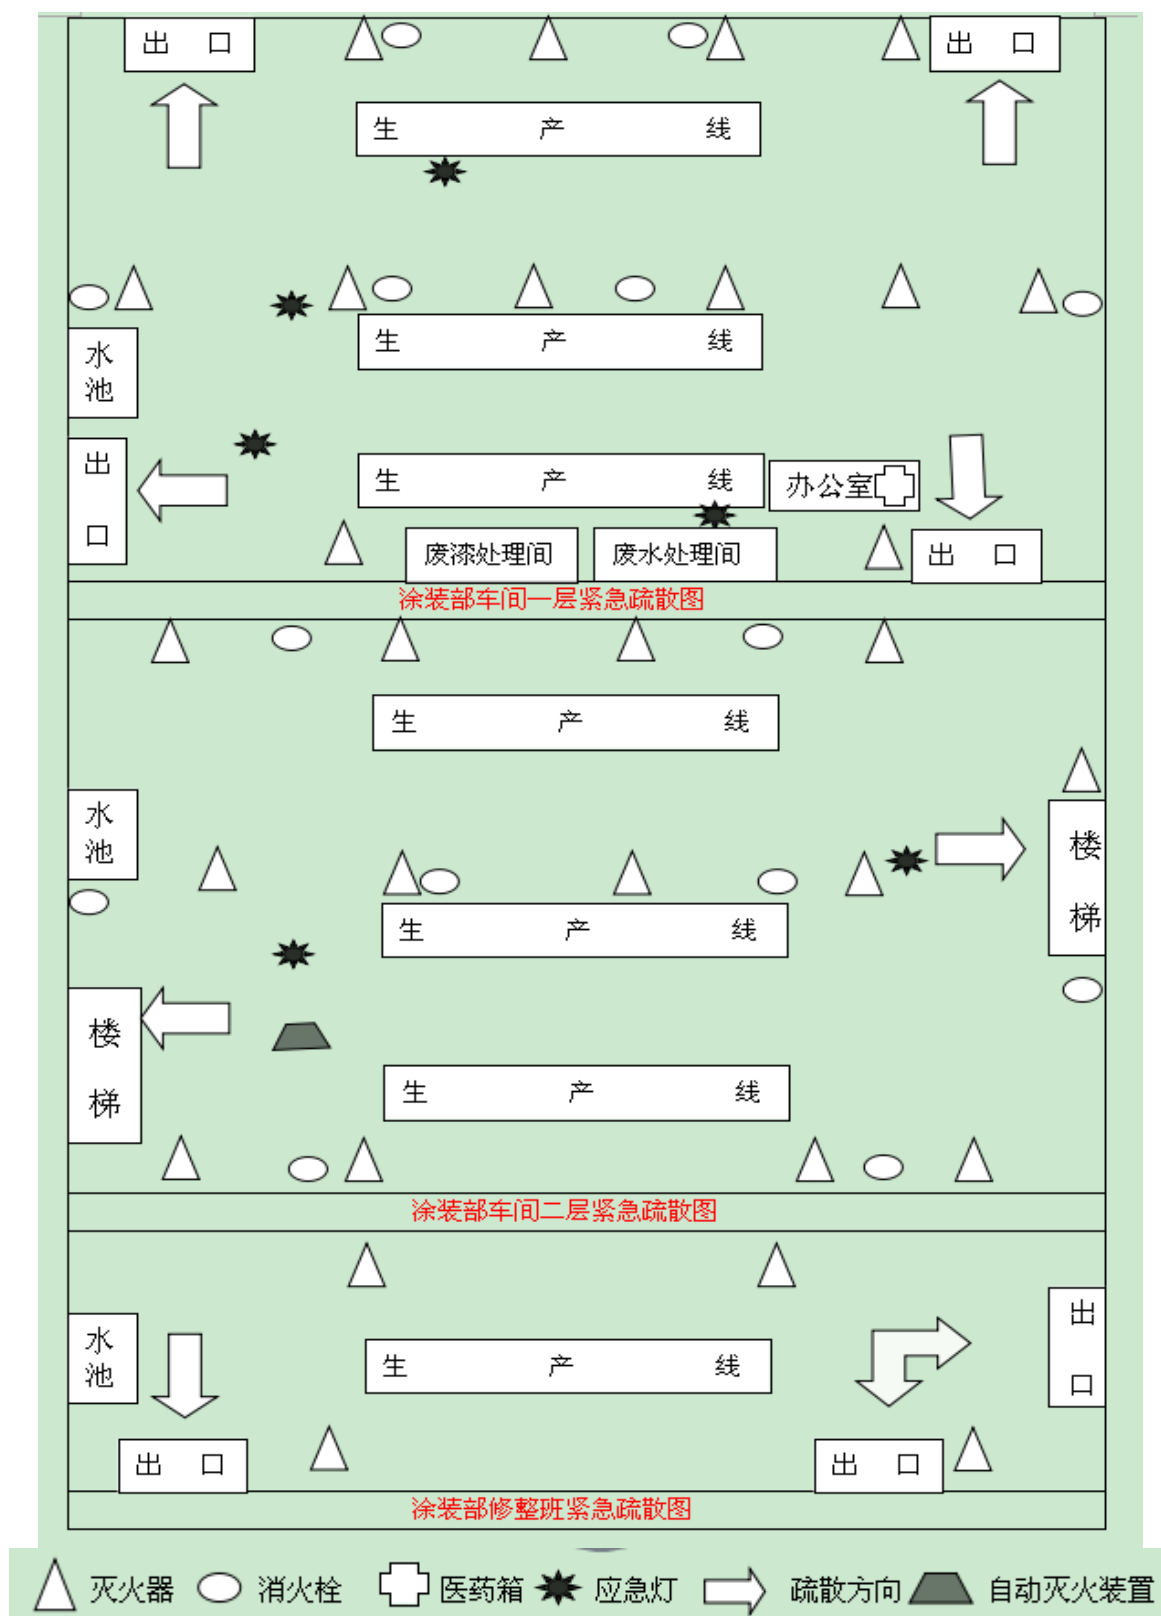 出 口 出 口
生 产 线
生 产 线
水
池
出
口
生 产 线 办公室
废漆处理间 废水处理间 出 口
涂装部车间一层紧急疏散图
生 产 线
水
池
楼
梯
生 产 线
楼
梯
生 产 线
涂装部车间二层紧急疏散图
水
池
生 产 线
出
口
出 口 出 口
涂装部修整班紧急疏散图
灭火器 消火栓 医药箱 应急灯 疏散方向 自动灭火装置